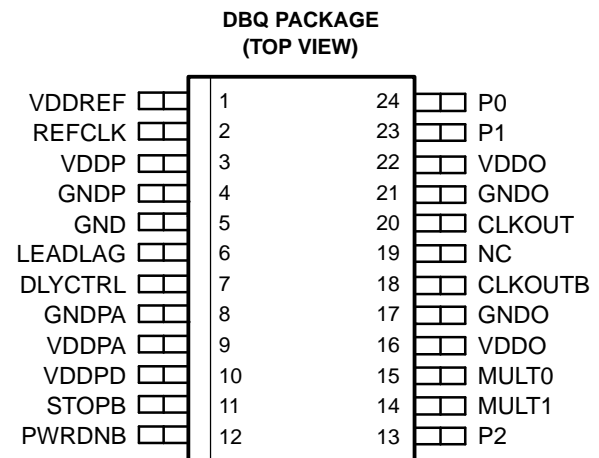 DBQ PACKAGE
(TOP VIEW)
VDDREF 1 24 P0
REFCLK 2 23 P1
VDDP 3 22 VDDO
GNDP 4 21 GNDO
GND 5 20 CLKOUT
LEADLAG 6 19 NC
DLYCTRL 7 18 CLKOUTB
GNDPA 8 17 GNDO
VDDPA 9 16 VDDO
VDDPD 10 15 MULT0
STOPB 11 14 MULT1
PWRDNB 12 13 P2